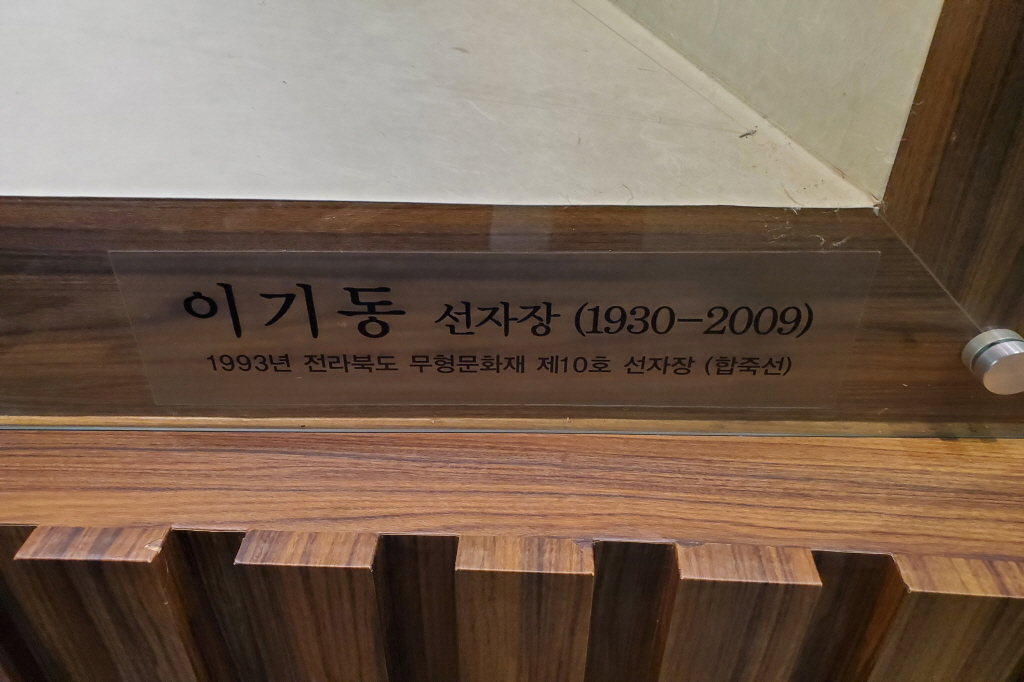 이기동 선자장 (1930-2009)
1993년 전라북도 무형문화재 제10호 선자장 (합죽선)